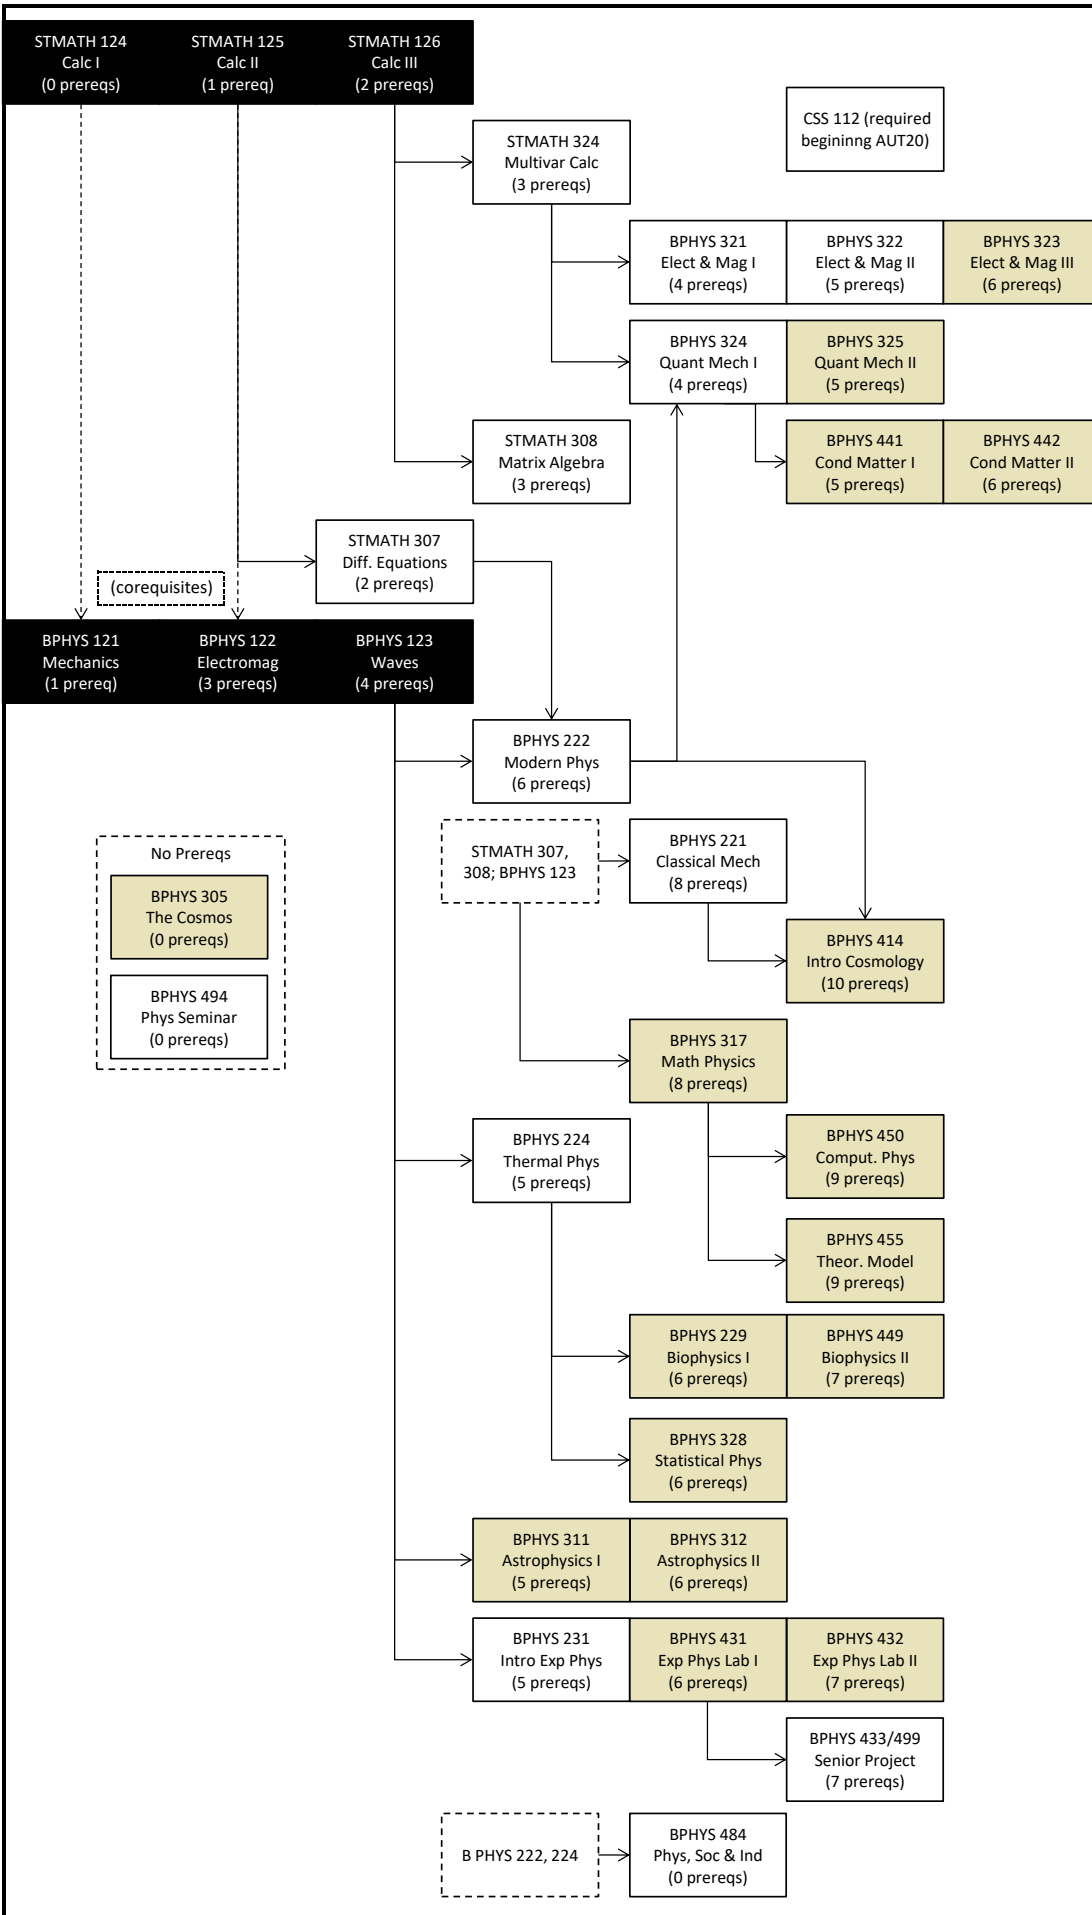 STMATH 124
Calc I
(0 prereqs)
STMATH 125
Calc II
(1 prereq)
STMATH 126
Calc III
(2 prereqs)
CSS 112 (required
begininng AUT20)
STMATH 324
Multivar Calc
(3 prereqs)
BPHYS 321
Elect & Mag I
(4 prereqs)
BPHYS 322
Elect & Mag II
(5 prereqs)
BPHYS 323
Elect & Mag III
(6 prereqs)
BPHYS 324
Quant Mech I
(4 prereqs)
BPHYS 325
Quant Mech II
(5 prereqs)
STMATH 308
Matrix Algebra
(3 prereqs)
BPHYS 441
Cond Matter I
(5 prereqs)
BPHYS 442
Cond Matter II
(6 prereqs)
STMATH 307
Diff. Equations
(2 prereqs)
(corequisites)
BPHYS 121
Mechanics
(1 prereq)
BPHYS 122
Electromag
(3 prereqs)
BPHYS 123
Waves
(4 prereqs)
BPHYS 222
Modern Phys
(6 prereqs)
STMATH 307,
308; BPHYS 123
BPHYS 221
Classical Mech
(8 prereqs)
No Prereqs
BPHYS 305
The Cosmos
(0 prereqs)
BPHYS 494
Phys Seminar
(0 prereqs)
BPHYS 414
Intro Cosmology
(10 prereqs)
BPHYS 317
Math Physics
(8 prereqs)
BPHYS 224
Thermal Phys
(5 prereqs)
BPHYS 450
Comput. Phys
(9 prereqs)
BPHYS 455
Theor. Model
(9 prereqs)
BPHYS 229
Biophysics I
(6 prereqs)
BPHYS 449
Biophysics II
(7 prereqs)
BPHYS 328
Statistical Phys
(6 prereqs)
BPHYS 311
Astrophysics I
(5 prereqs)
BPHYS 312
Astrophysics II
(6 prereqs)
BPHYS 231
Intro Exp Phys
(5 prereqs)
BPHYS 431
Exp Phys Lab I
(6 prereqs)
BPHYS 432
Exp Phys Lab II
(7 prereqs)
BPHYS 433/499
Senior Project
(7 prereqs)
B PHYS 222, 224
BPHYS 484
Phys, Soc & Ind
(0 prereqs)